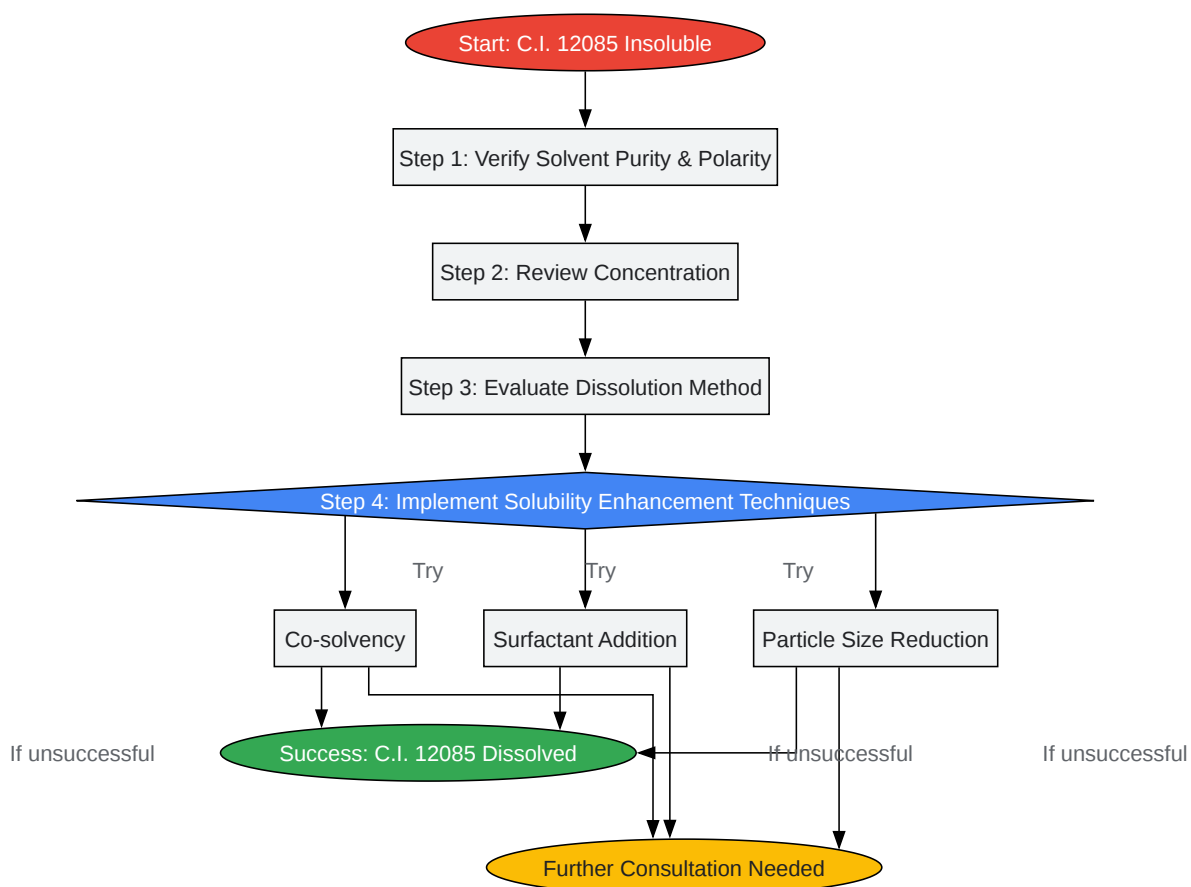 Start: C.I. 12085 Insoluble
Step 1: Verify Solvent Purity & Polarity
Step 2: Review Concentration
Step 3: Evaluate Dissolution Method
Step 4: Implement Solubility Enhancement Techniques
Try
Try
Try
Co-solvency
Surfactant Addition
Particle Size Reduction
If unsuccessful
Success: C.I. 12085 Dissolved
If unsuccessful
If unsuccessful
Further Consultation Needed